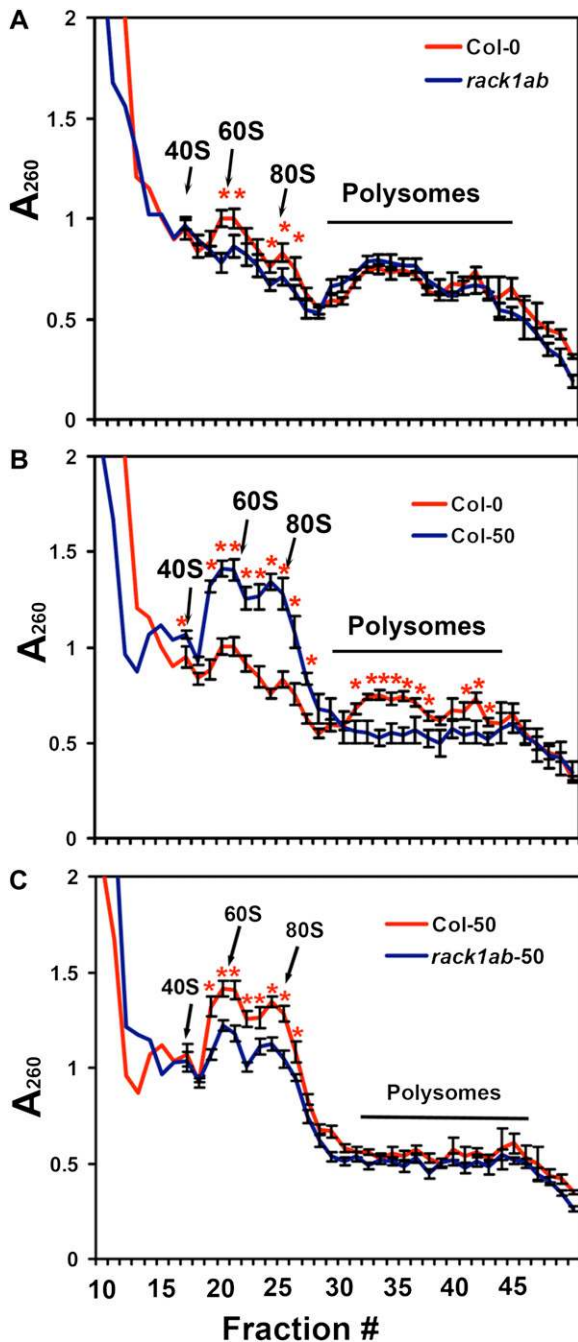 A
2
Col-0
rack1ab
1.5
60S
40S
80S
**
*
*
*
Polysomes
1
0.5
0
A260
B
2
Col-0
Col-50
1.5
60S
80S
40S
*
*
**
**
*
*
*
*
Polysomes
*
****
*
*
*
*
*
*
1
0.5
0
A260
C
2
Col-50
rack1ab-50
60S
80S
1.5
40S
*
**
**
*
*
*
1
Polysomes
0.5
0
A260
10 15 20 25 30 35 40 45
Fraction #